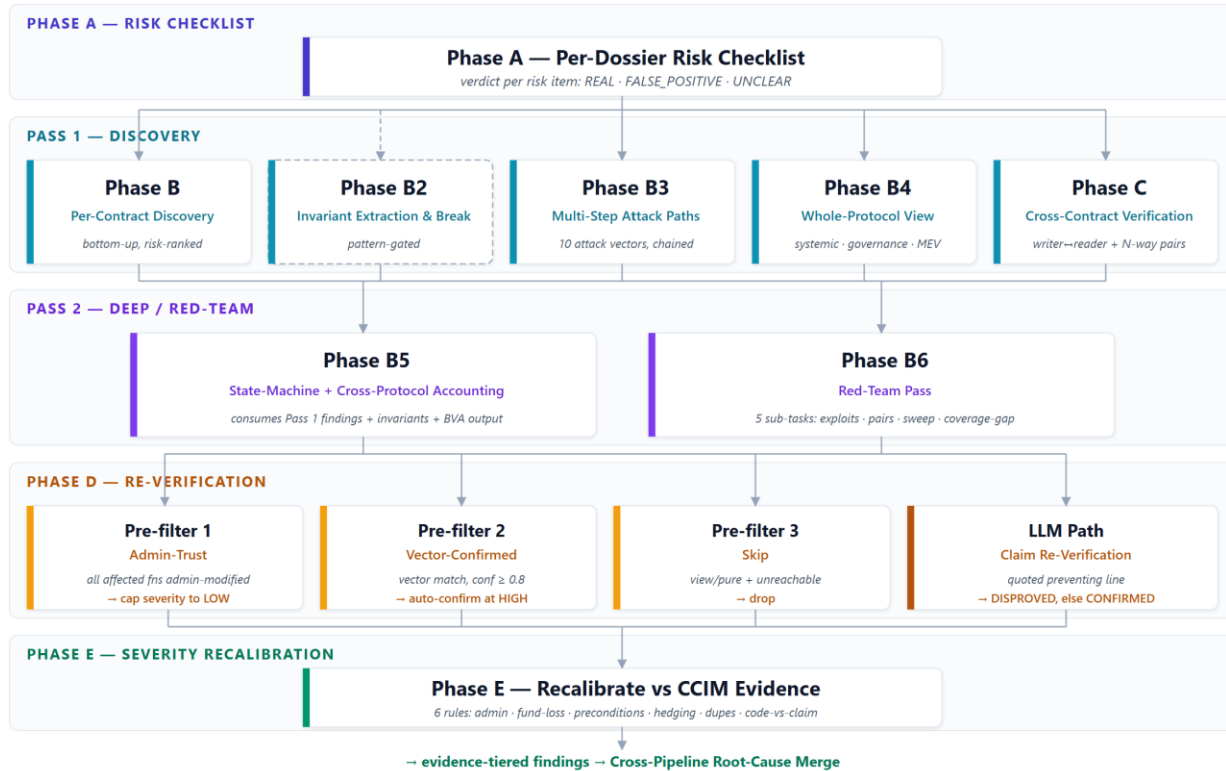 PHASE A — RISK CHECKLIST
Phase A — Per-Dossier Risk Checklist
verdict per risk item: REAL · FALSE_POSITIVE · UNCLEAR
PASS 1 — DISCOVERY
Phase B
Per-Contract Discovery
bottom-up, risk-ranked
Phase B2
Invariant Extraction & Break
pattern-gated
Phase B3
Multi-Step Attack Paths
10 attack vectors, chained
Phase B4
Whole-Protocol View
systemic · governance · MEV
Phase C
Cross-Contract Verification
writer↔reader + N-way pairs
PASS 2 — DEEP / RED-TEAM
Phase B5
State-Machine + Cross-Protocol Accounting
consumes Pass 1 findings + invariants + BVA output
Phase B6
Red-Team Pass
5 sub-tasks: exploits · pairs · sweep · coverage-gap
PHASE D — RE-VERIFICATION
Pre-filter 1
Admin-Trust
all affected fns admin-modified
→ cap severity to LOW
Pre-filter 2
Vector-Confirmed
vector match, conf ≥ 0.8
→ auto-confirm at HIGH
Pre-filter 3
Skip
view/pure + unreachable
→ drop
LLM Path
Claim Re-Verification
quoted preventing line
→ DISPROVED, else CONFIRMED
PHASE E — SEVERITY RECALIBRATION
Phase E — Recalibrate vs CCIM Evidence
6 rules: admin · fund-loss · preconditions · hedging · dupes · code-vs-claim
→ evidence-tiered findings → Cross-Pipeline Root-Cause Merge